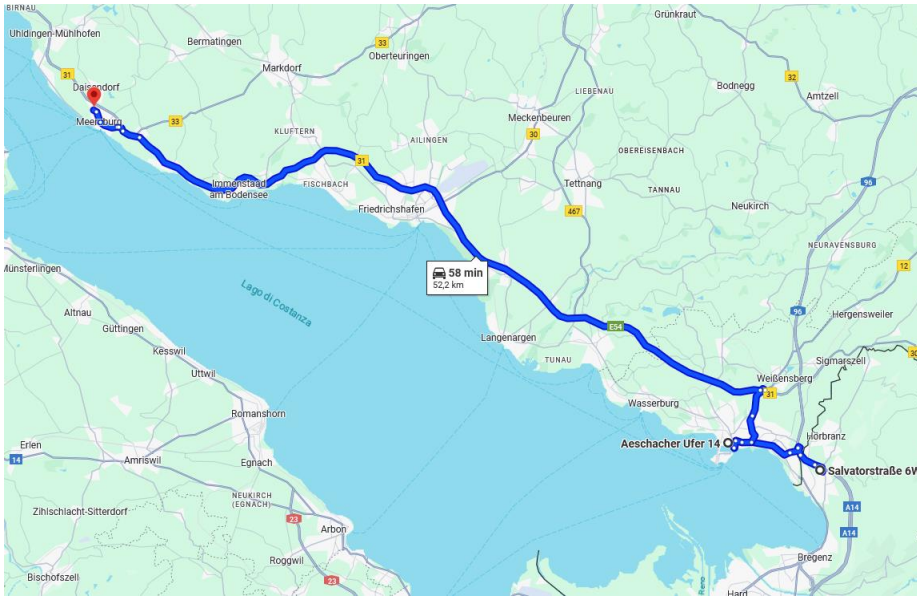 BIRNAU
Grünkraut
Uhldingen-Mühlhofen
33
Bermatingen
Oberteuringen
31
Markdorf
32
Bodnegg
Daisendorf
LIEBENAU
Amtzell
Meersburg
33
Meckenbeuren
30
KLUFTERN
AILINGEN
OBEREISENBACH
31
FISCHBACH
Immenstaad
am Bodensee
Tettnang
TANNAU
96
Friedrichshafen
467
Neukirch
NEURAVENSBURG
12
Münsterlingen
58 min
52,2 km
Lago di Costanza
Altnau
96
Hergensweiler
Güttingen
Langenargen
E54
Kesswil
TUNAU
Sigmarszell
30
Uttwil
Weißensberg
31
Wasserburg
Romanshorn
Aeschacher Ufer 14
Hörbranz
Erlen
14
Amriswil
Egnach
Salvatorstraße 6W
NEUKIRCH
(EGNACH)
A14
Zihlschlacht-Sitterdorf
23
Arbon
A14
Roggwil
Bregenz
23
Bischofszell
Reno
Hard